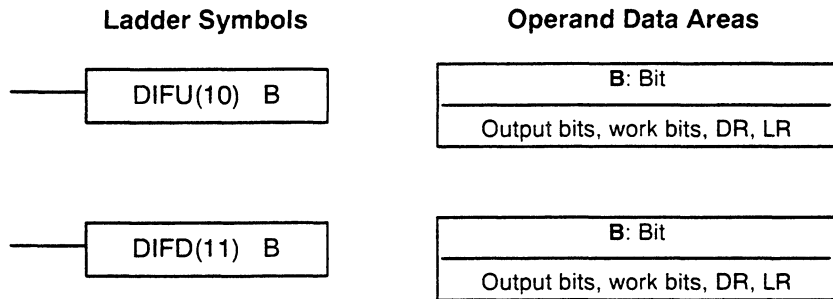 Ladder Symbols
Operand Data Areas
DIFU(10) B
B: Bit
Output bits, work bits, DR, LR
DIFD(11) B
B: Bit
Output bits, work bits, DR, LR